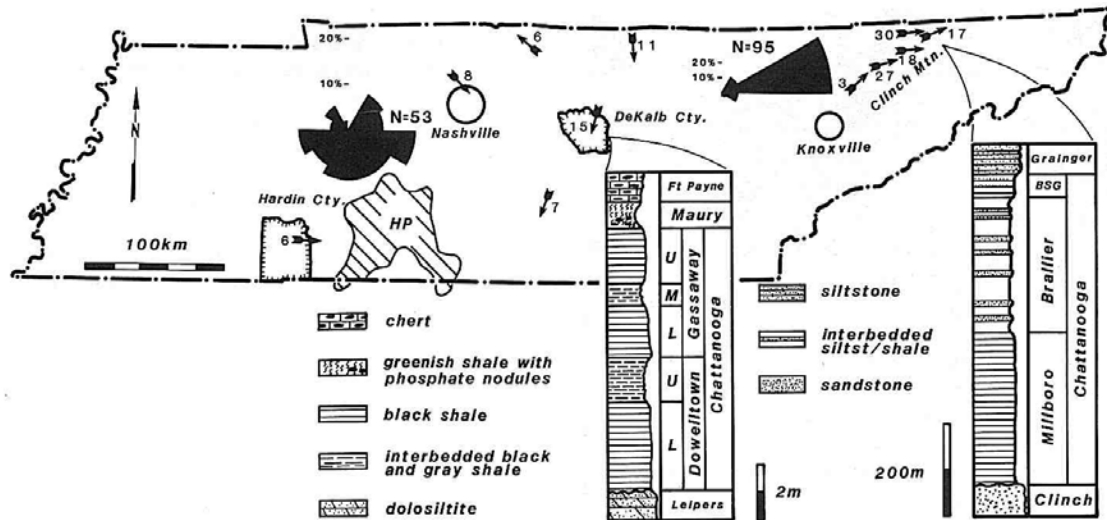 20%-
10%-
N=53
6
8
Nashville
11
N=95
20%-
10%-
30
17
18
27
3
Clinch Mtn.
15
DeKalb Cty.
Knoxville
N
Hardin Cty.
6
HP
7
100km
chert
greenish shale with
phosphate nodules
black shale
interbedded black
and gray shale
dolosiltite
Ft Payne
Maury
U
M
L
Gassaway
U
L
Dowelltown
Chattanooga
Leipers
2m
siltstone
interbedded
siltst/shale
sandstone
200m
Grainger
BSG
Brallier
Millboro
Chattanooga
Clinch